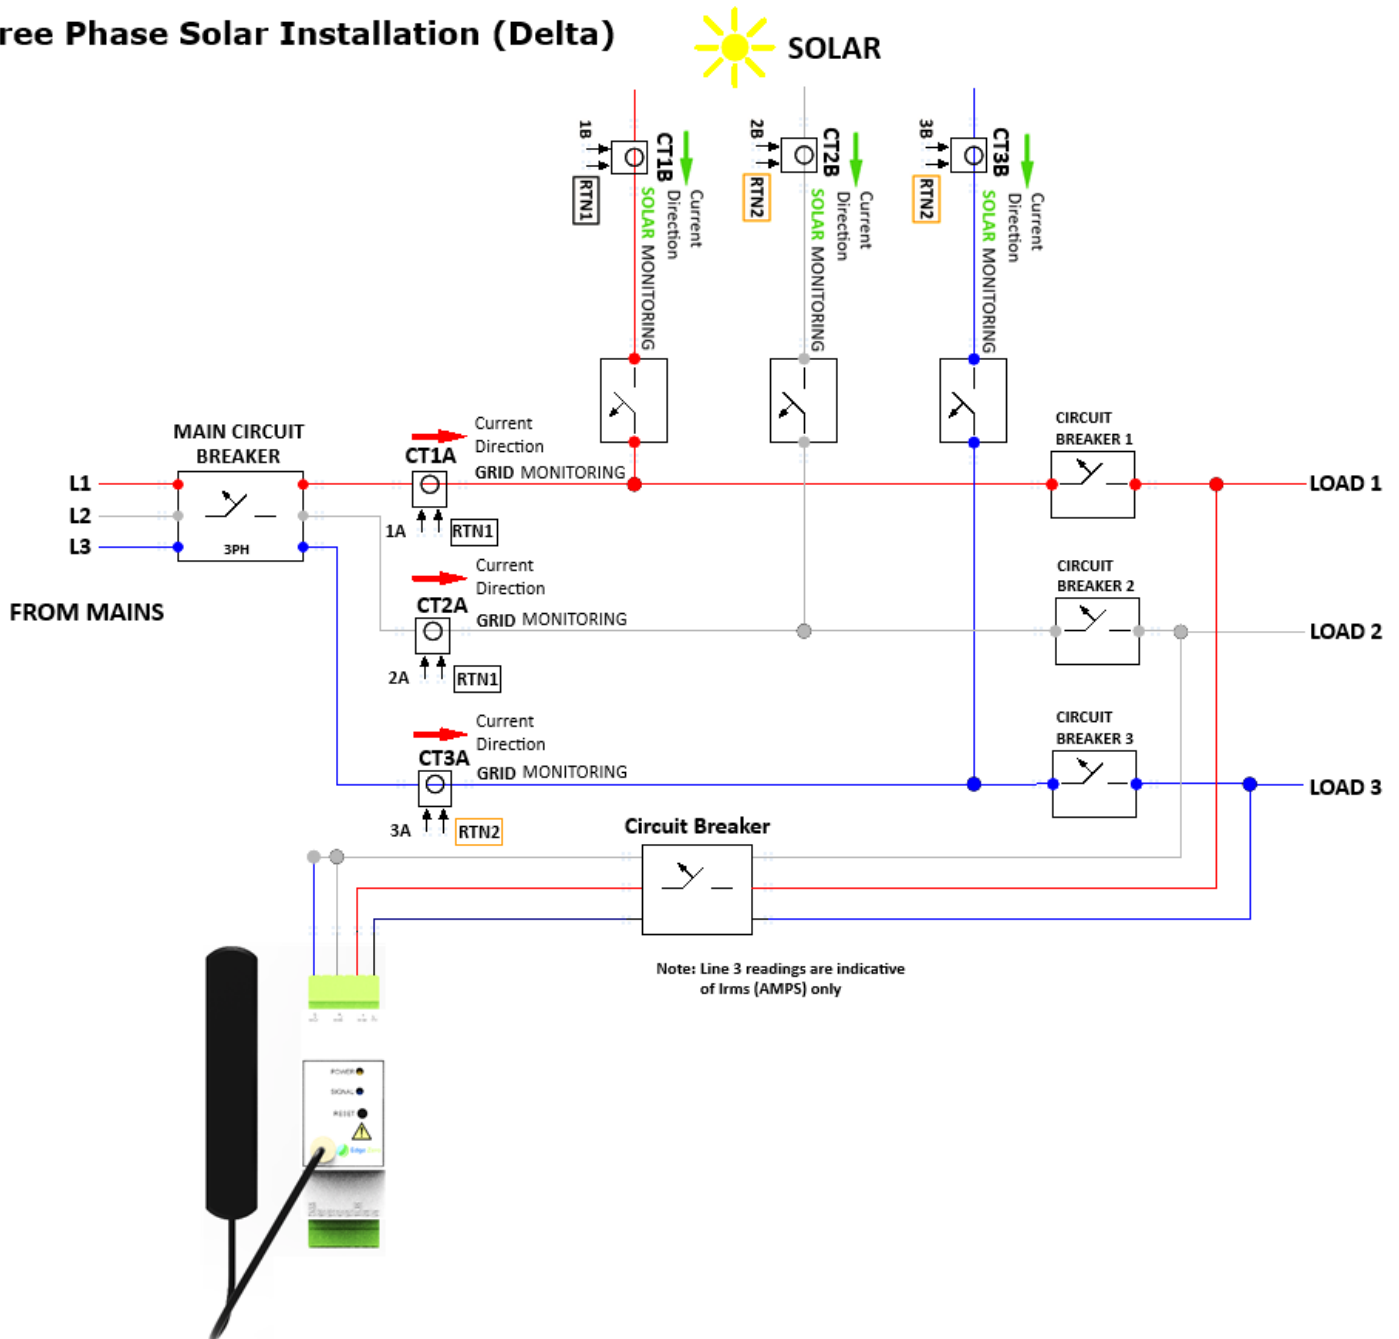 ree Phase Solar Installation (Delta)
SOLAR
1B
RTN1
CT1B
SOLAR MONITORING
Current
Direction
2B
RTN2
CT2B
SOLAR MONITORING
Current
Direction
3B
RTN2
CT3B
SOLAR MONITORING
Current
Direction
MAIN CIRCUIT
BREAKER
3PH
L1
L2
L3
FROM MAINS
Current
Direction
CT1A
GRID MONITORING
1A
RTN1
Current
Direction
CT2A
GRID MONITORING
2A
RTN1
Current
Direction
CT3A
GRID MONITORING
3A
RTN2
CIRCUIT
BREAKER 1
LOAD 1
CIRCUIT
BREAKER 2
LOAD 2
CIRCUIT
BREAKER 3
LOAD 3
Circuit Breaker
Note: Line 3 readings are indicative
of Irms (AMPS) only
POWER
SIGNAL
RESET
Edge